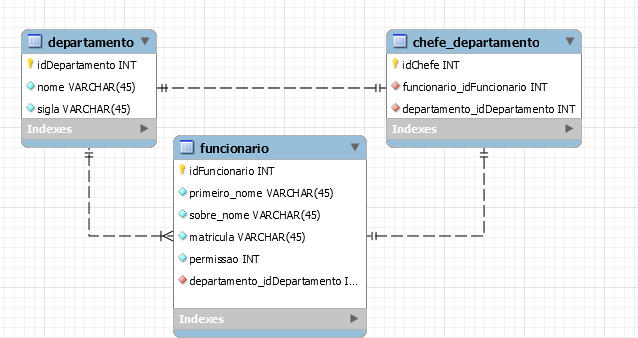 departamento
idDepartamento INT
nome VARCHAR(45)
sigla VARCHAR(45)
Indexes
chefe_departamento
idChefe INT
funcionario_idFuncionario INT
departamento_idDepartamento INT
Indexes
funcionario
idFuncionario INT
primeiro_nome VARCHAR(45)
sobre_nome VARCHAR(45)
matricula VARCHAR(45)
permissao INT
departamento_idDepartamento I...
Indexes